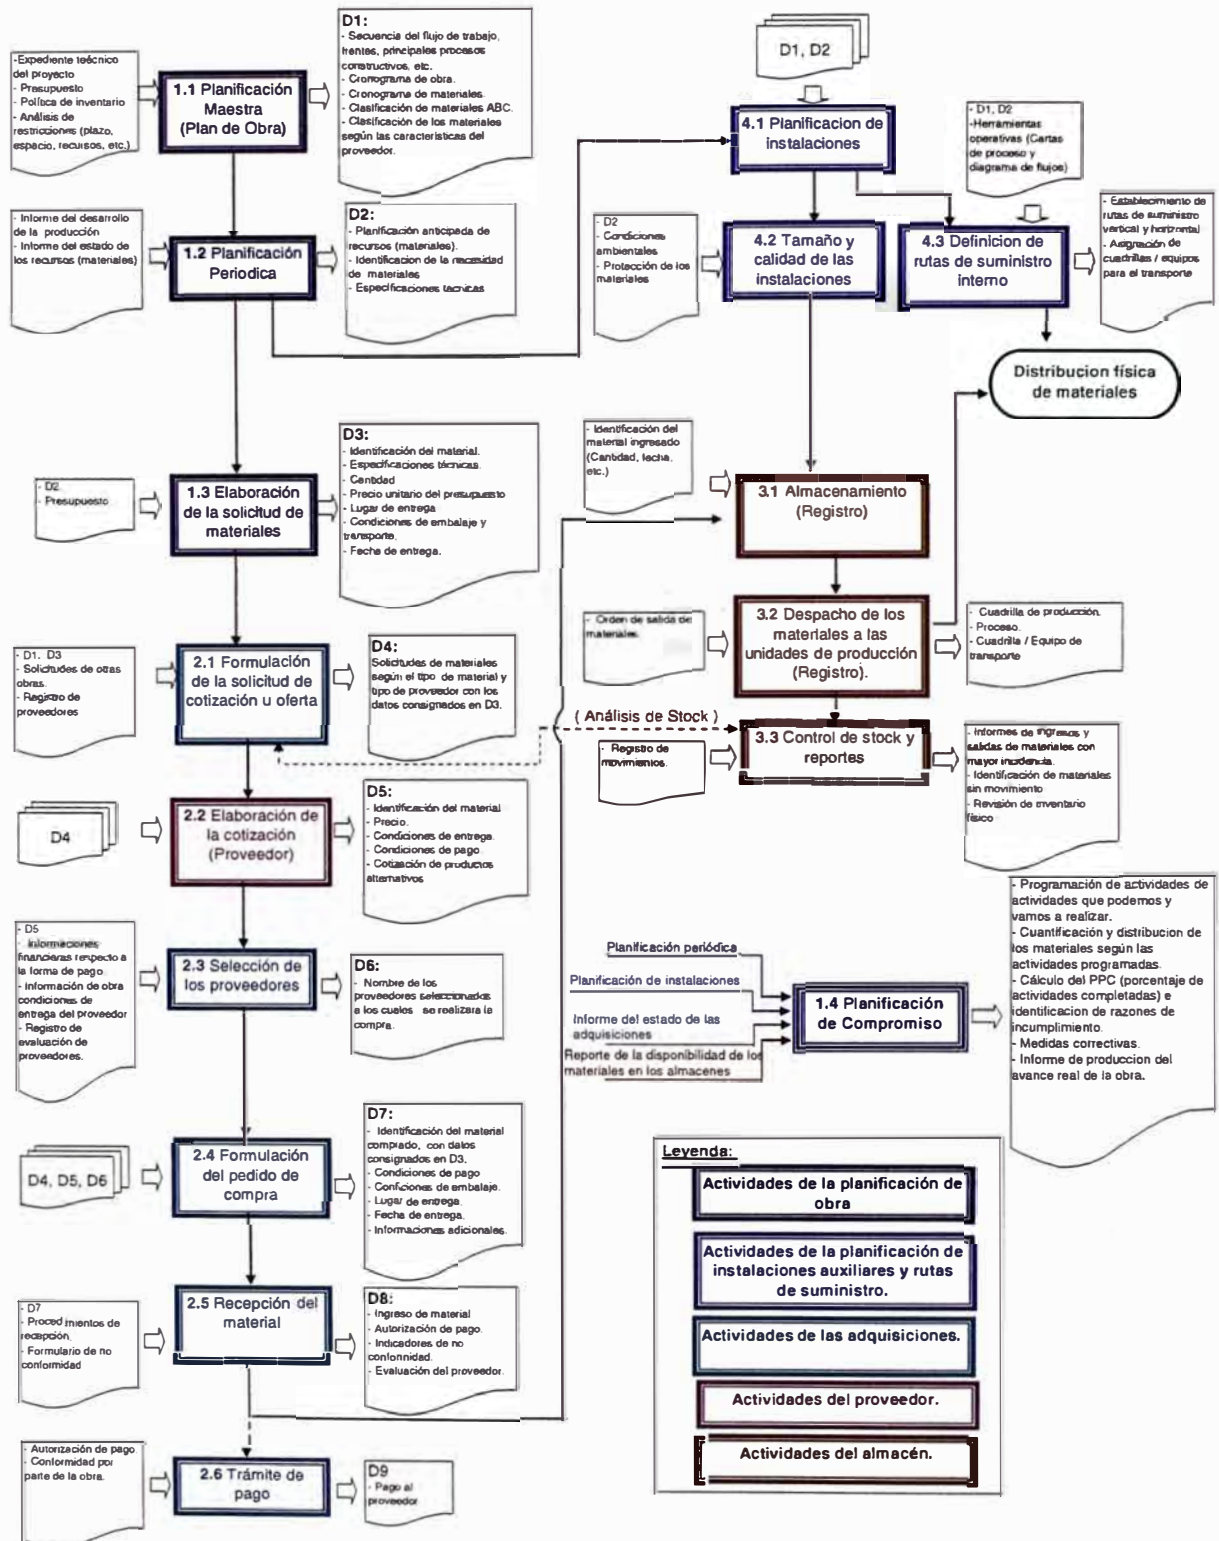 -Expediente teécnico
del proyecto
- Presupuesto
- Política de inventario
- Análisis de
restricciones (plazo,
espacio, recursos, etc.)
1.1 Planificación
Maestra
(Plan de Obra)
D1:
- Secuencia del flujo de trabajo,
frentes, principales procesos
constructivos, etc.
- Cronograma de obra.
- Cronograma de materiales.
- Clasificación de materiales ABC.
- Clasificación de los materiales
según las características del
proveedor.
D1, D2
4.1 Planificacion de
instalaciones
- D1, D2
-Herramientas
operativas (Cartas
de proceso y
diagrama de flujos)
- Informe del desarrollo
de la producción
- Informe del estado de
los recursos (materiales)
1.2 Planificación
Periodica
D2:
- Planificación anticipada de
recursos (materiales).
- Identificación de la necesidad
de materiales
- Especificaciones tacnicas
- D2
- Condiciones
ambientales
- Protección de los
materiales
4.2 Tamaño y
calidad de las
instalaciones
4.3 Definicion de
rutas de suministro
interno
- Establecimiento de
rutas de suministro
vertical y horizontal
- Asignación de
cuadrillas / equipos
para el transporte
Distribucion física
de materiales
- D2.
- Presupuesto
1.3 Elaboración
de la solicitud de
materiales
D3:
- Identificación del material.
- Especificaciones técnicas.
- Cantidad
- Precio unitario del presupuesto
- Lugar de entrega
- Condiciones de embalaje y
transporte.
- Fecha de entrega.
- Identificación del
material ingresado
(Cantidad, fecha,
etc.)
3.1 Almacenamiento
(Registro)
- Orden de salida de
materiales.
3.2 Despacho de los
materiales a las
unidades de producción
(Registro).
- Cuadrilla de producción.
- Proceso.
- Cuadrilla / Equipo de
transporte
- D1. D3
- Solicitudes de otras
obras.
- Registro de
proveedores
2.1 Formulación
de la solicitud de
cotización u oferta
D4:
Solicitudes de materiales
según el tipo de material y
tipo de proveedor con los
datos consignados en D3.
( Análisis de Stock )
- Registro de
movimientos.
3.3 Control de stock y
reportes
- Informes de ingresos y
salidas de materiales con
mayor incidencia.
- Identificación de materiales
sin movimiento
- Revisión de inventario
físico
D4
2.2 Elaboración de
la cotización
(Proveedor)
D5:
- Identificación del material
- Precio.
- Condiciones de entrega.
- Condiciones de pago
- Cotización de productos
alternativos
- D5
- Informaciones
financieras respecto a
la forma de pago
- Información de obra
condiciones de
entrega del proveedor
- Registro de
evaluación de
proveedores.
2.3 Selección de
los proveedores
D6:
- Nombre de los
proveedores seleccionados
a los cuales se realizara la
compra.
Planificación periódica
Planificación de instalaciones
Informe del estado de las
adquisiciones
Reporte de la disponibilidad de los
materiales en los almacenes
1.4 Planificación
de Compromiso
- Programación de actividades de
actividades que podemos y
vamos a realizar.
- Cuantificación y distribucion de
los materiales según las
actividades programadas.
- Cálculo del PPC (porcentaje de
actividades completadas) e
identificacion de razones de
incumplimiento.
- Medidas correctivas.
- Informe de produccion del
avance real de la obra.
D4, D5, D6
2.4 Formulación
del pedido de
compra
D7:
- Identificación del material
comprado, con datos
consignados en D3.
- Condiciones de pago
- Conficiones de embalaje.
- Lugar de entrega.
- Fecha de entrega.
- Informaciones adicionales.
- D7
- Procedimientos de
recepción.
- Formulario de no
conformidad
2.5 Recepción del
material
D8:
- Ingreso de material
- Autorización de pago.
- Indicadores de no
conformidad.
- Evaluación del proveedor.
- Autorización de pago.
- Conformidad por
parte de la obra.
2.6 Trámite de
pago
D9
- Pago al
proveedor
Leyenda:
Actividades de la planificación de
obra
Actividades de la planificación de
instalaciones auxiliares y rutas
de suministro.
Actividades de las adquisiciones.
Actividades del proveedor.
Actividades del almacén.